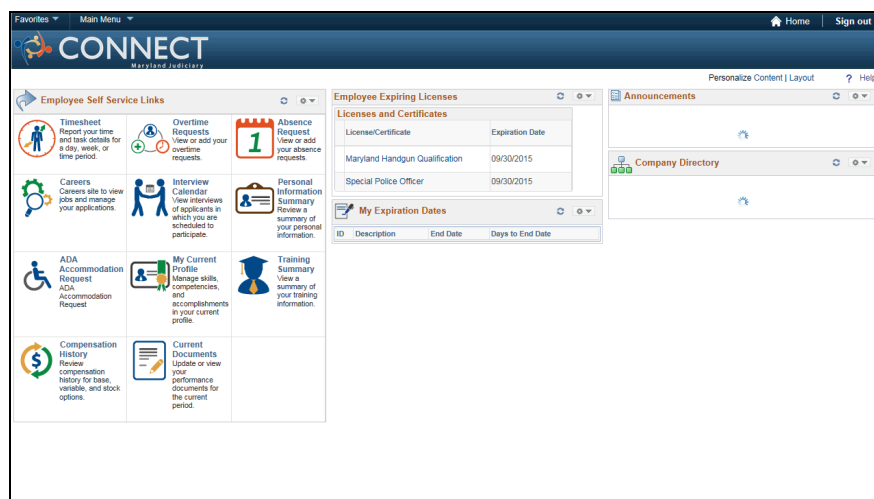 Favorites Main Menu
Home Sign out
CONNECT
Maryland Judiciary
Personalize Content | Layout ? Help
Employee Self Service Links
Timesheet
Report your time
and task details for
a day, week, or
time period.
Overtime
Requests
View or add your
overtime
requests.
Absence
Request
View or add
your absence
requests.
1
Careers
Careers site to view
jobs and manage
your applications.
Interview
Calendar
View interviews
of applicants in
which you are
scheduled to
participate.
Personal
Information
Summary
Review a
summary of
your personal
information.
ADA
Accommodation
Request
ADA
Accommodation
Request
My Current
Profile
Manage skills,
competencies,
and
accomplishments
in your current
profile.
Training
Summary
View a
summary of
your training
information.
$
Compensation
History
Review
compensation
history for base,
variable, and stock
options.
Current
Documents
Update or view
your
performance
documents for
the current
period.
Employee Expiring Licenses
Licenses and Certificates
License/Certificate Expiration Date
Maryland Handgun Qualification 09/30/2015
Special Police Officer 09/30/2015
My Expiration Dates
ID Description End Date Days to End Date
Announcements
Company Directory